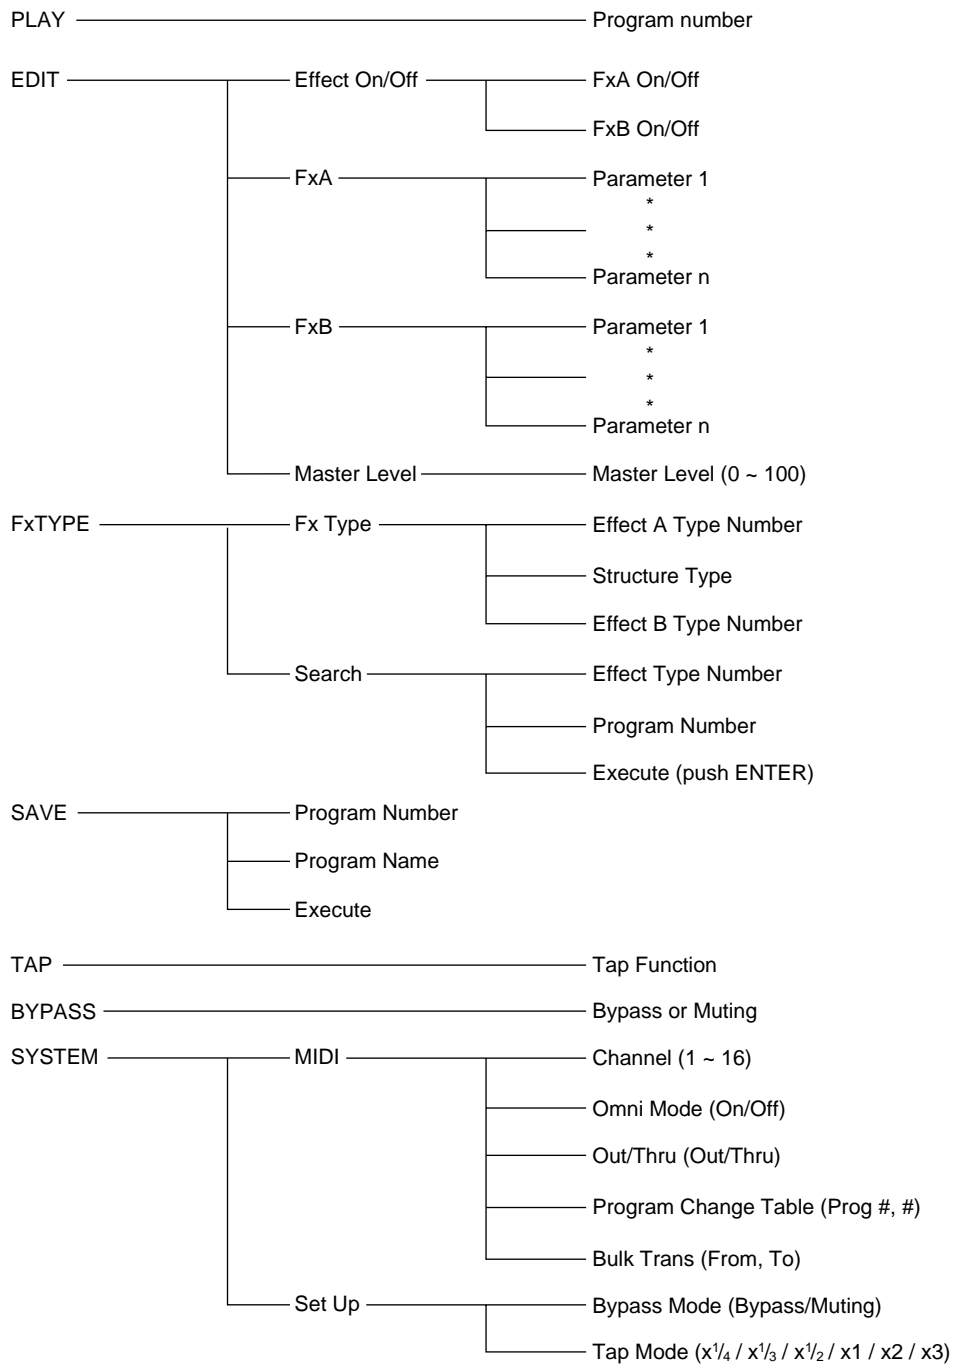 PLAY Program number
EDIT Effect On/Off FxA On/Off
FxB On/Off
FxA Parameter 1
*
*
*
Parameter n
FxB Parameter 1
*
*
*
Parameter n
Master Level Master Level (0 ~ 100)
FxTYPE Fx Type Effect A Type Number
Structure Type
Effect B Type Number
Search Effect Type Number
Program Number
Execute (push ENTER)
SAVE Program Number
Program Name
Execute
TAP Tap Function
BYPASS Bypass or Muting
SYSTEM MIDI Channel (1 ~ 16)
Omni Mode (On/Off)
Out/Thru (Out/Thru)
Program Change Table (Prog #, #)
Bulk Trans (From, To)
Set Up Bypass Mode (Bypass/Muting)
Tap Mode (x1/4 / x1/3 / x1/2 / x1 / x2 / x3)